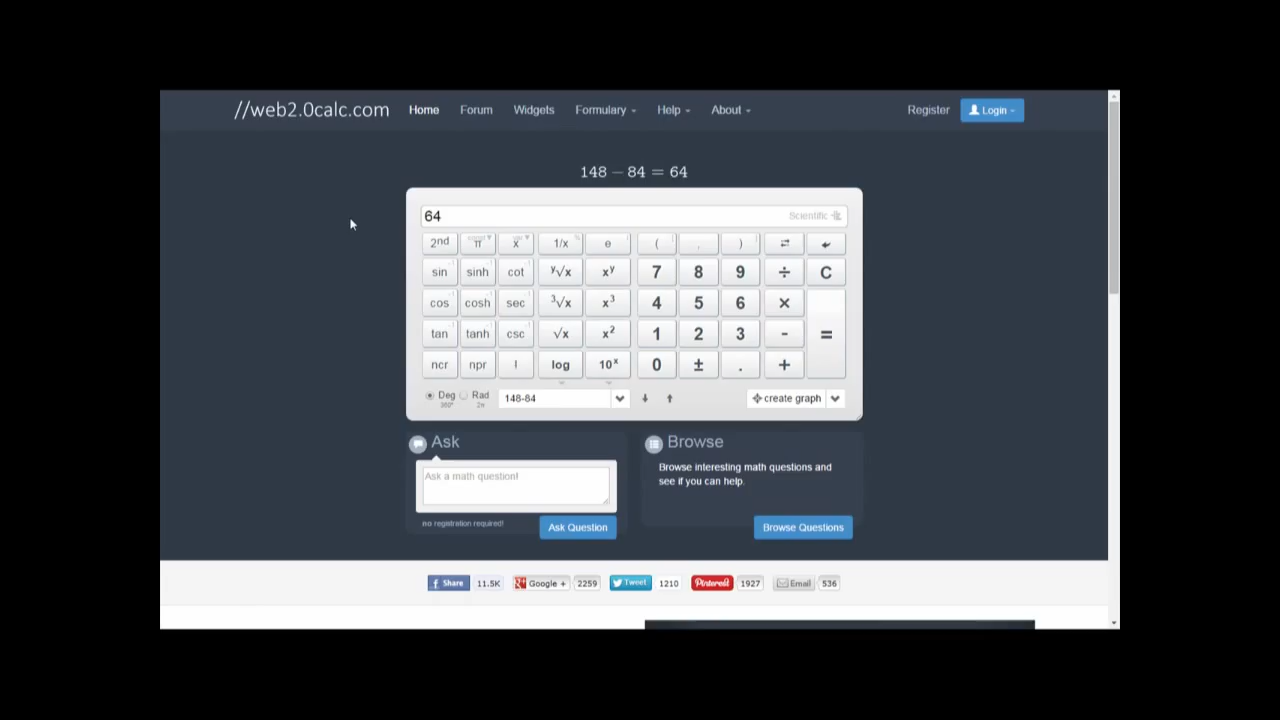 //web2.0calc.com Home Forum Widgets Formulary Help About Register Login
148 − 84 = 64
64 Scientific
2nd π x 1/x e ( , )
sin sinh cot y√x xy 7 8 9 ÷ C
cos cosh sec 3√x x3 4 5 6 ×
tan tanh csc √x x2 1 2 3 - =
ncr npr ! log 10x 0 ± . +
Deg Rad 148-84 create graph
360° 2π
Ask Browse
Ask a math question!
Browse interesting math questions and
see if you can help.
no registration required! Ask Question Browse Questions
Share 11.5K Google + 2259 Tweet 1210 Pinterest 1927 Email 536